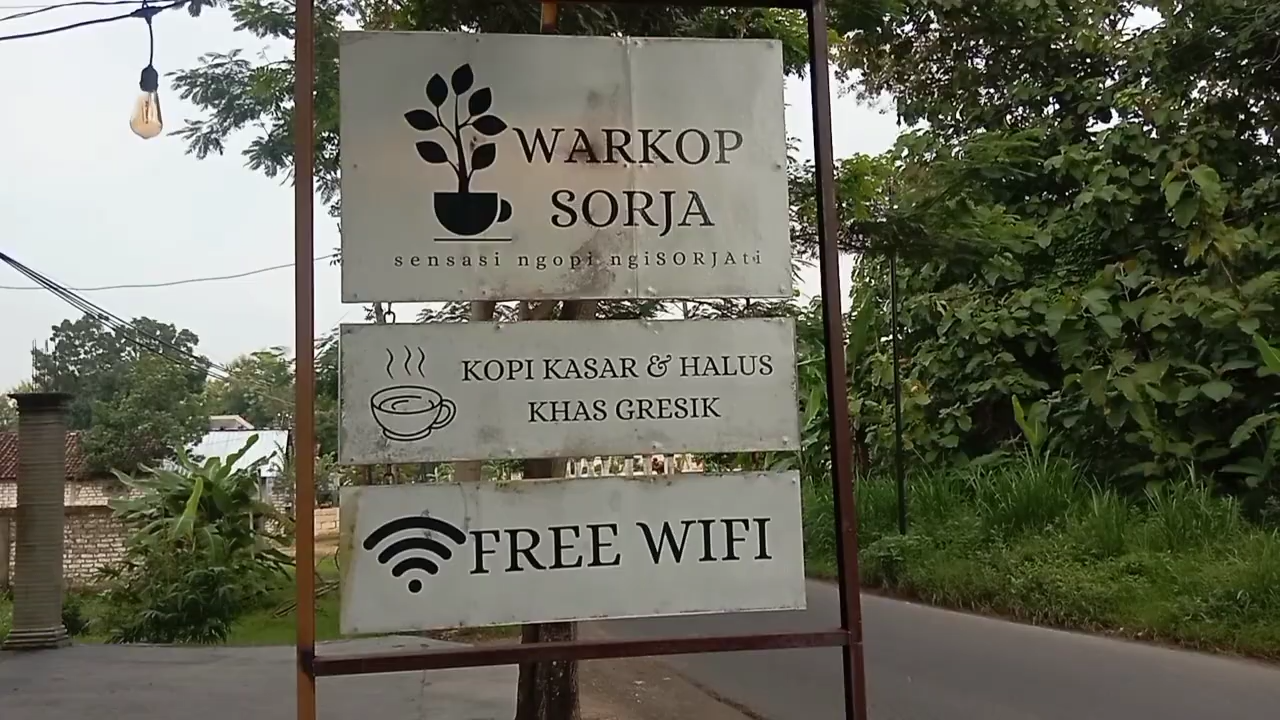 WARKOP
SORJA
sensasi ngopi ngiSORJAti
KOPI KASAR & HALUS
KHAS GRESIK
FREE WIFI